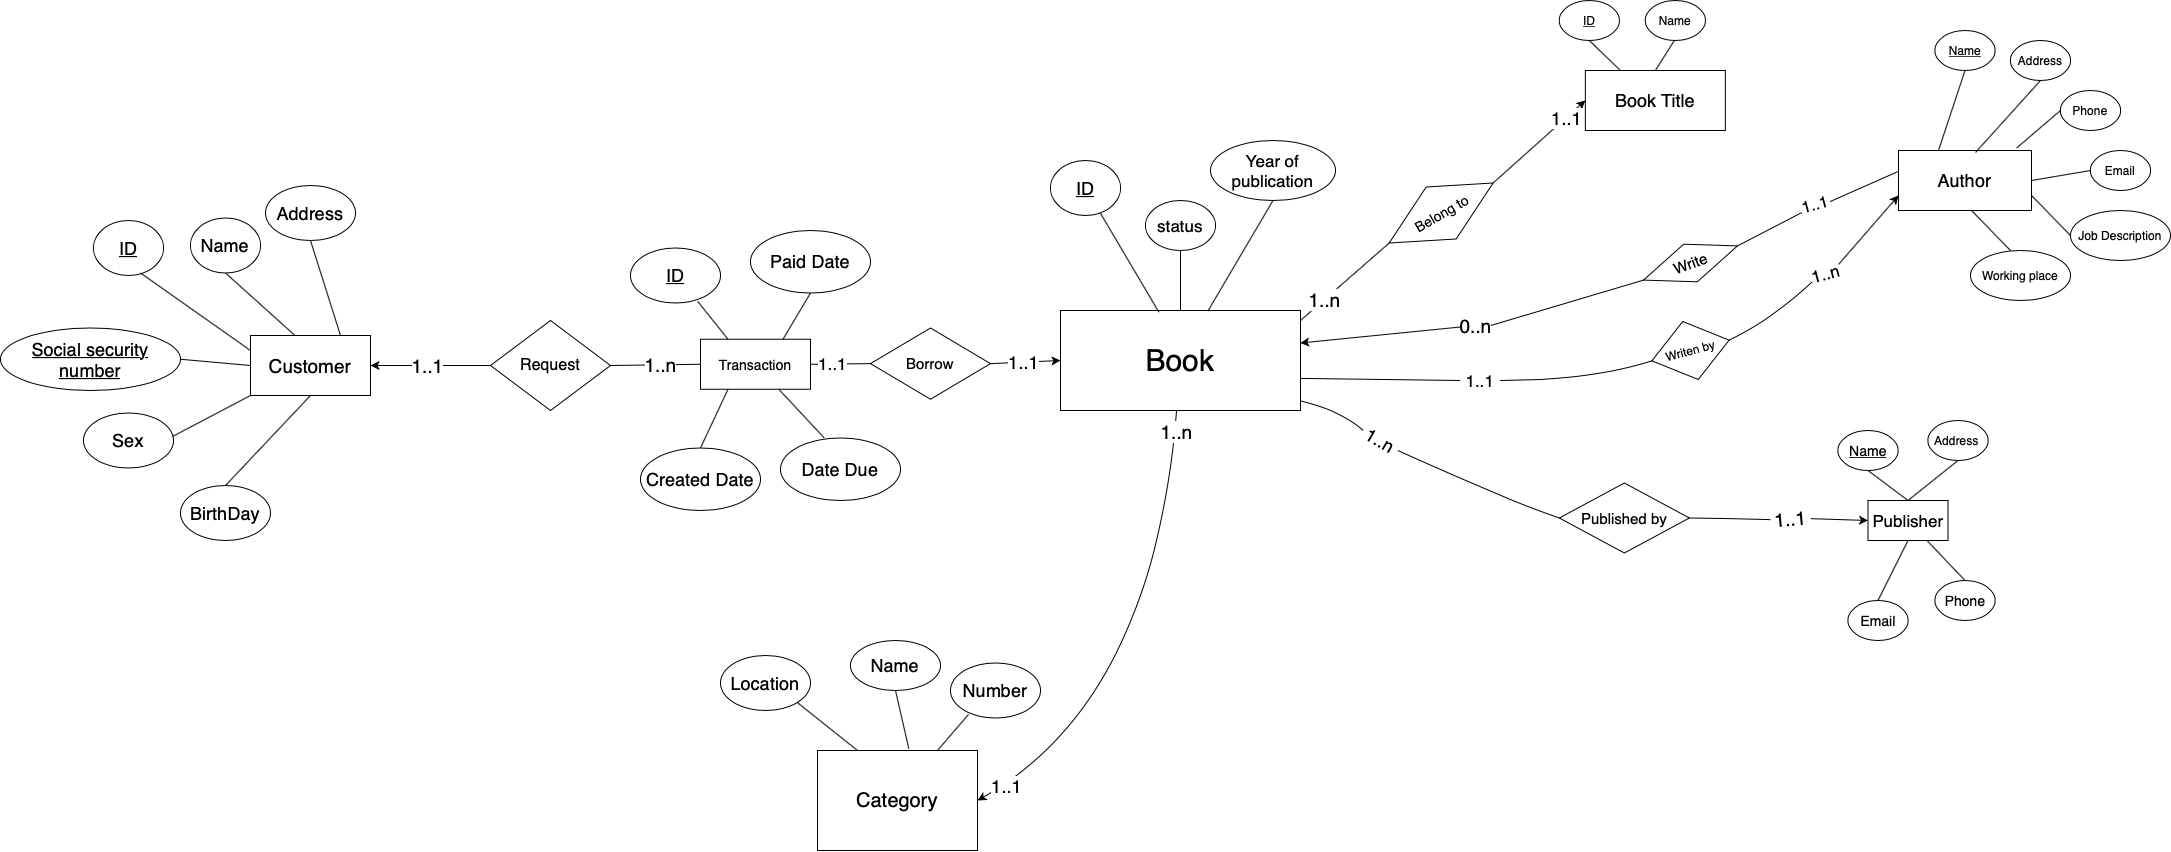 ID
Name
Book Title
1..1
Name
Address
Phone
Email
Job Description
Working place
Author
Belong to
1..n
1..1
Write
0..n
1..n
Writen by
1..1
ID
status
Year of
publication
Book
Address
Name
ID
Social security
number
Sex
BirthDay
Customer
1..1
Request
1..n
ID
Paid Date
Transaction
Created Date
Date Due
1..1
Borrow
1..1
1..n
1..n
Published by
1..1
Name
Address
Publisher
Email
Phone
Location
Name
Number
Category
1..1